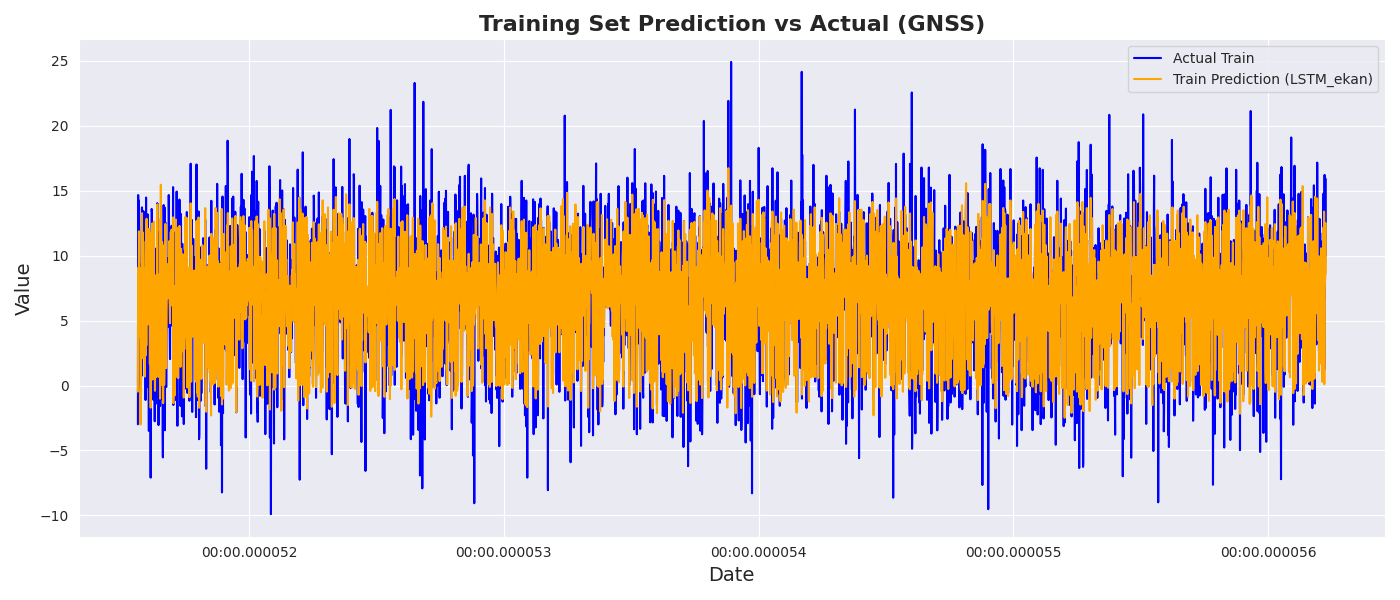 Training Set Prediction vs Actual (GNSS)
Actual Train
Train Prediction (LSTM_ekan)
Value
25
20
15
10
5
0
−5
−10
00:00.000052
00:00.000053
00:00.000054
00:00.000055
00:00.000056
Date